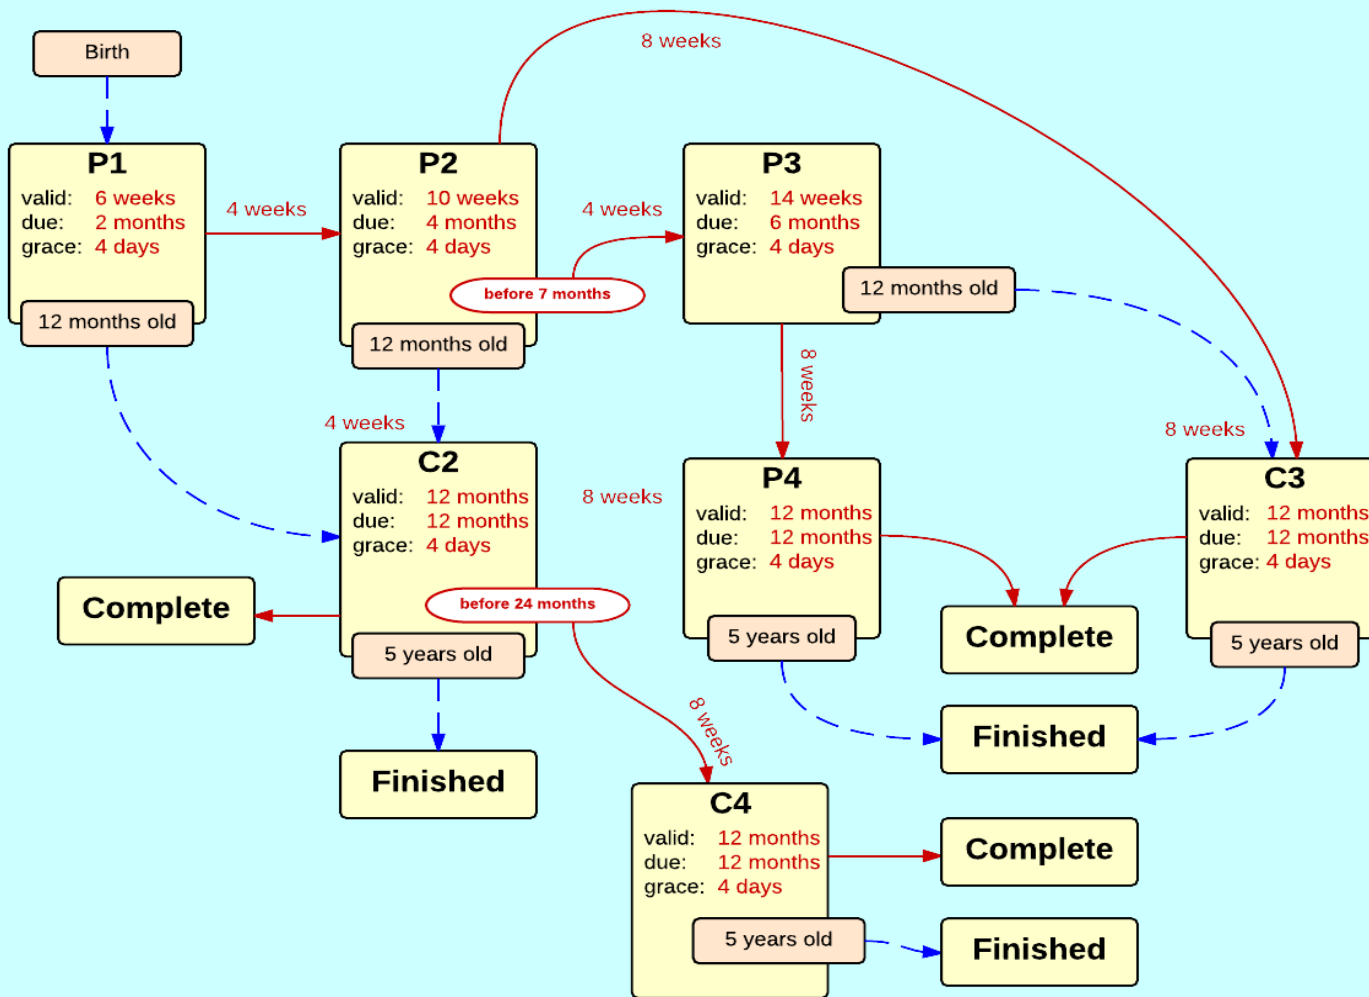 8 weeks
Birth
P1
valid: 6 weeks
due: 2 months
grace: 4 days
12 months old
4 weeks
P2
valid: 10 weeks
due: 4 months
grace: 4 days
before 7 months
12 months old
4 weeks
P3
valid: 14 weeks
due: 6 months
grace: 4 days
12 months old
8 weeks
4 weeks
C2
valid: 12 months
due: 12 months
grace: 4 days
before 24 months
5 years old
Complete
Finished
8 weeks
8 weeks
P4
valid: 12 months
due: 12 months
grace: 4 days
5 years old
8 weeks
C3
valid: 12 months
due: 12 months
grace: 4 days
5 years old
Complete
Finished
C4
valid: 12 months
due: 12 months
grace: 4 days
5 years old
Complete
Finished